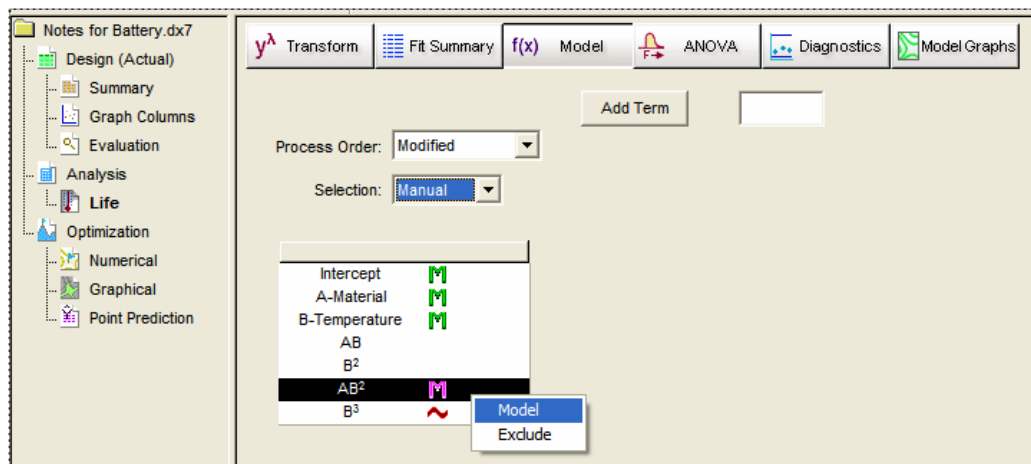 Notes for Battery.dx7
Design (Actual)
Summary
Graph Columns
Evaluation
Analysis
Life
Optimization
Numerical
Graphical
Point Prediction
yλ Transform
Fit Summary
f(x) Model
F ANOVA
Diagnostics
Model Graphs
Add Term
Process Order: Modified
Selection: Manual
Intercept M
A-Material M
B-Temperature M
AB
B²
AB² M
B³ ~
Model
Exclude